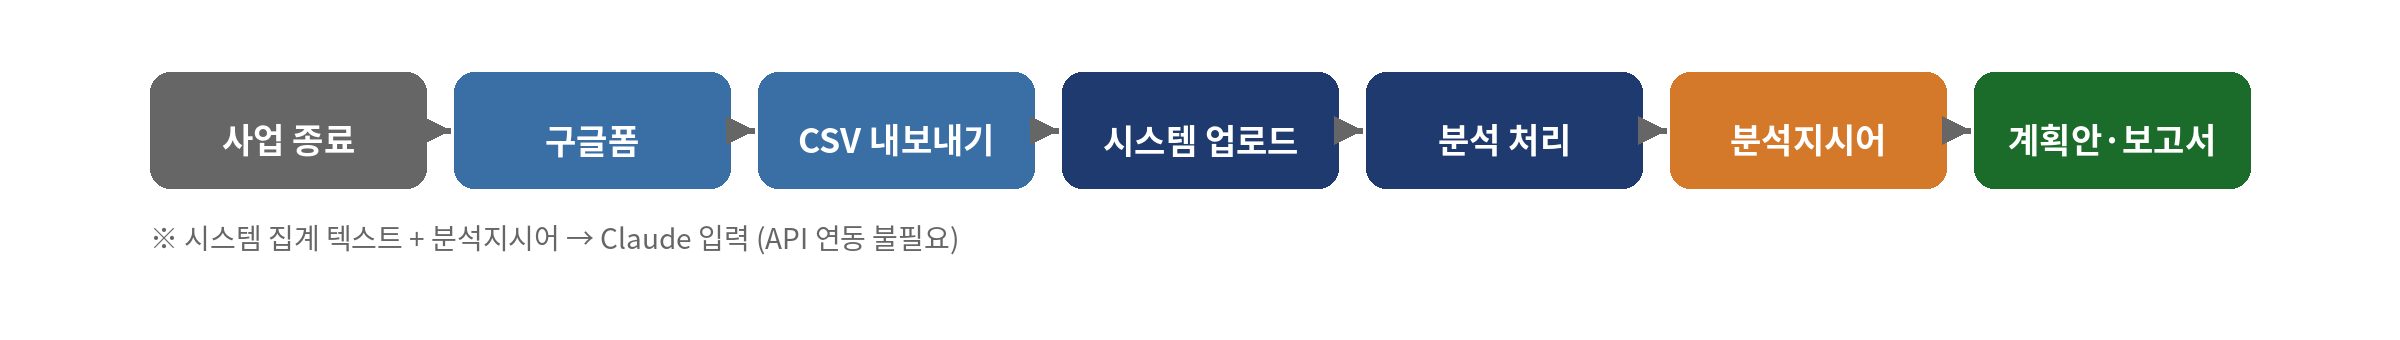 사업 종료
구글폼
CSV 내보내기
시스템 업로드
분석 처리
분석지시어
계획안·보고서
※ 시스템 집계 텍스트 + 분석지시어 → Claude 입력 (API 연동 불필요)